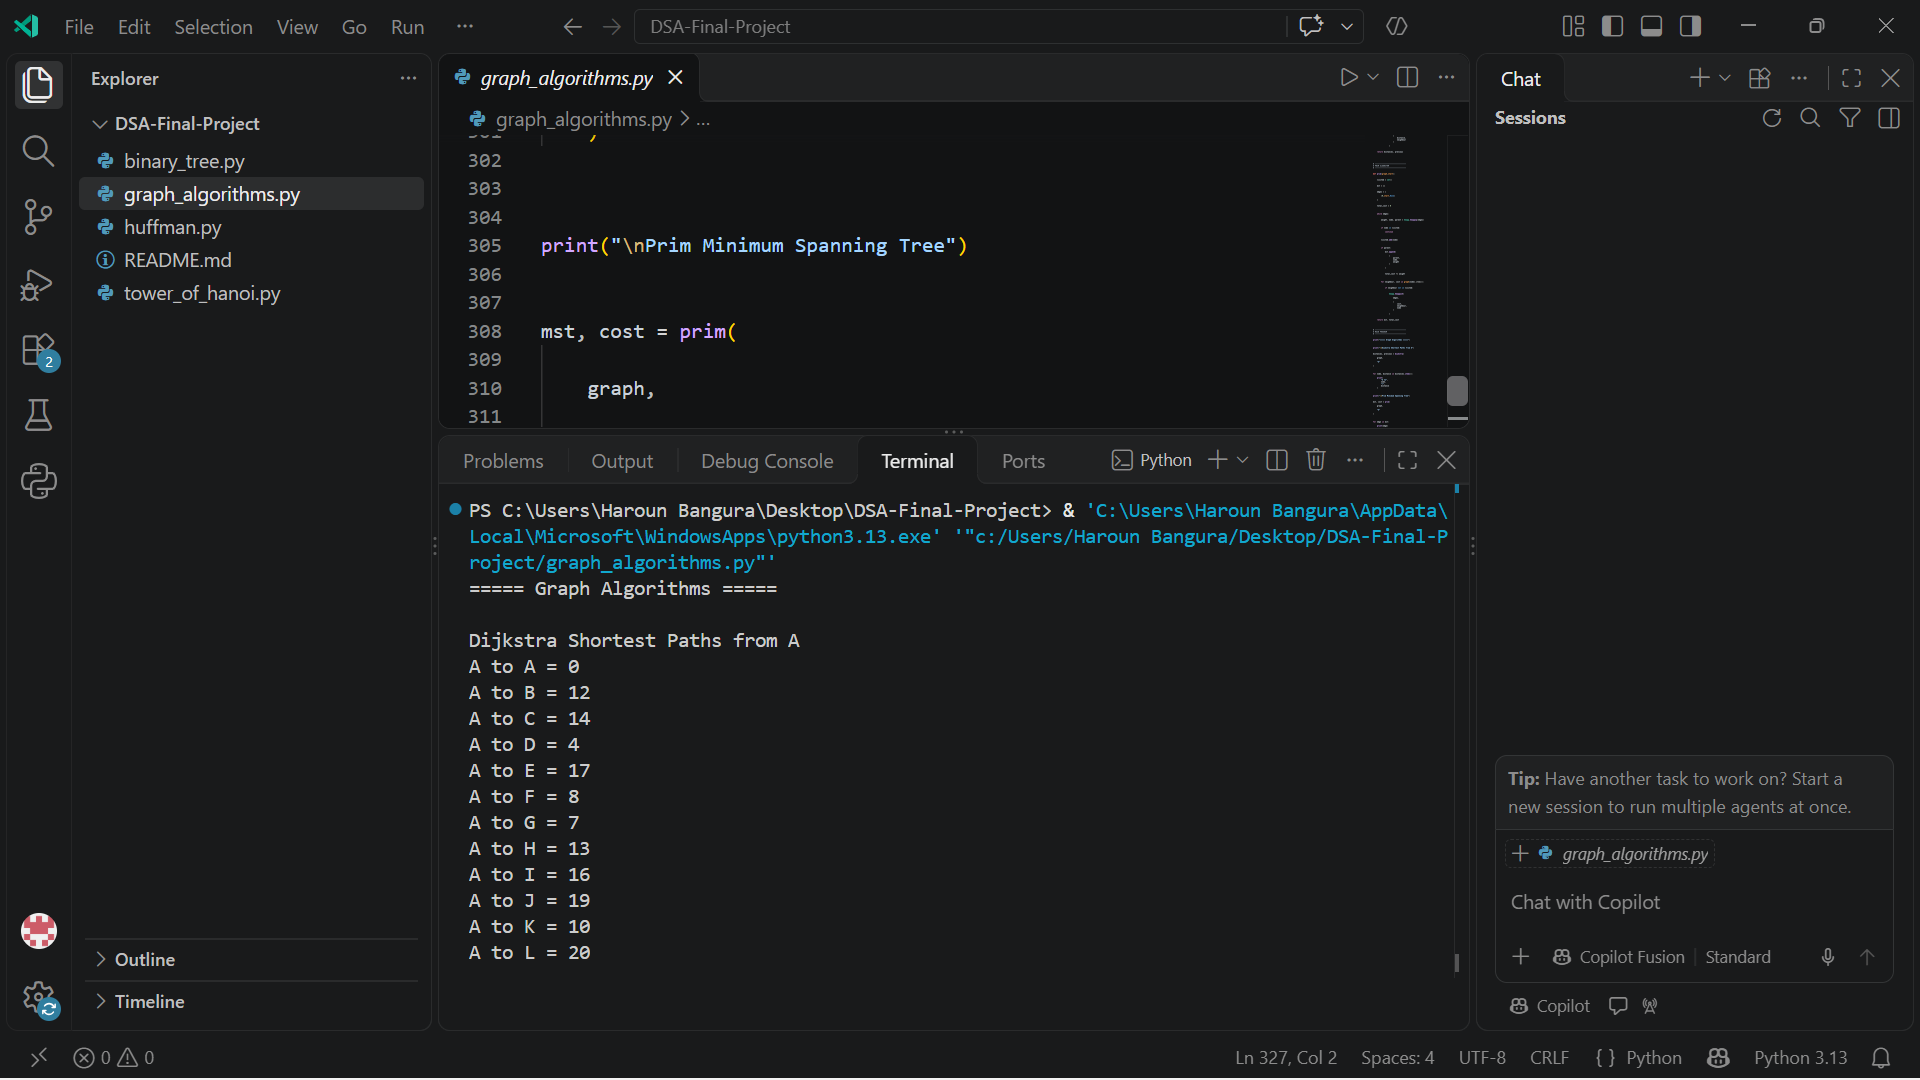 File Edit Selection View Go Run ···
DSA-Final-Project
Explorer
DSA-Final-Project
binary_tree.py
graph_algorithms.py
huffman.py
README.md
tower_of_hanoi.py
2
Outline
Timeline
graph_algorithms.py
graph_algorithms.py > ...
302
303
304
305 print("\nPrim Minimum Spanning Tree")
306
307
308 mst, cost = prim(
309
310 graph,
311
Problems Output Debug Console Terminal Ports
Python
PS C:\Users\Haroun Bangura\Desktop\DSA-Final-Project> & 'C:\Users\Haroun Bangura\AppData\
Local\Microsoft\WindowsApps\python3.13.exe' '"c:/Users/Haroun Bangura/Desktop/DSA-Final-P
roject/graph_algorithms.py"'
===== Graph Algorithms =====
Dijkstra Shortest Paths from A
A to A = 0
A to B = 12
A to C = 14
A to D = 4
A to E = 17
A to F = 8
A to G = 7
A to H = 13
A to I = 16
A to J = 19
A to K = 10
A to L = 20
Chat
Sessions
Tip: Have another task to work on? Start a
new session to run multiple agents at once.
graph_algorithms.py
Chat with Copilot
Copilot Fusion Standard
Copilot
0 0
Ln 327, Col 2 Spaces: 4 UTF-8 CRLF { } Python Python 3.13